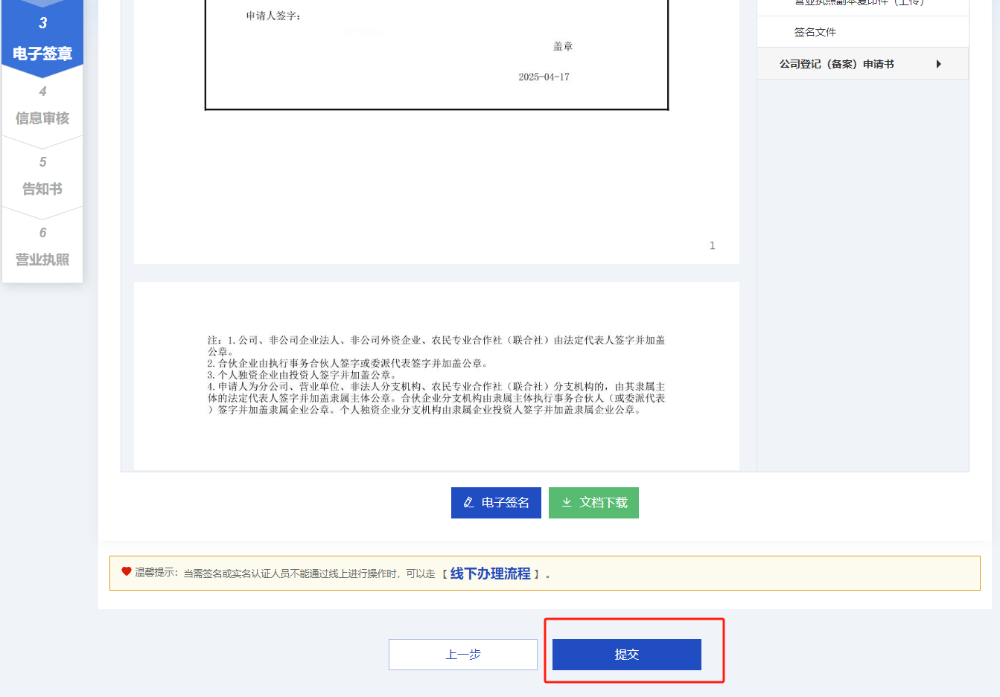 3
电子签章
4
信息审核
5
告知书
6
营业执照
申请人签字：
盖章
2025-04-17
1
注：1.公司、非公司企业法人、非公司外资企业、农民专业合作社（联合社）由法定代表人签字并加盖
公章。
2.合伙企业由执行事务合伙人签字或委派代表签字并加盖公章。
3.个人独资企业由投资人签字并加盖公章。
4.申请人为分公司、营业单位、非法人分支机构、农民专业合作社（联合社）分支机构的，由其隶属主
体的法定代表人签字并加盖隶属主体公章。合伙企业分支机构由隶属主体执行事务合伙人（或委派代表
）签字并加盖隶属企业公章。个人独资企业分支机构由隶属企业投资人签字并加盖隶属企业公章。
营业执照副本复印件（上传）
签名文件
公司登记（备案）申请书
电子签名
文档下载
温馨提示：当需签名或实名认证人员不能通过线上进行操作时，可以走【线下办理流程】。
上一步
提交